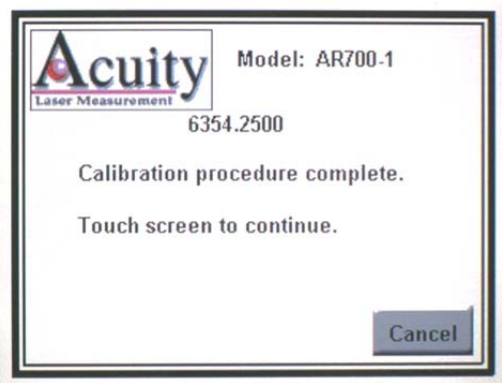 Acuity
Laser Measurement
Model: AR700-1
6354.2500
Calibration procedure complete.
Touch screen to continue.
Cancel